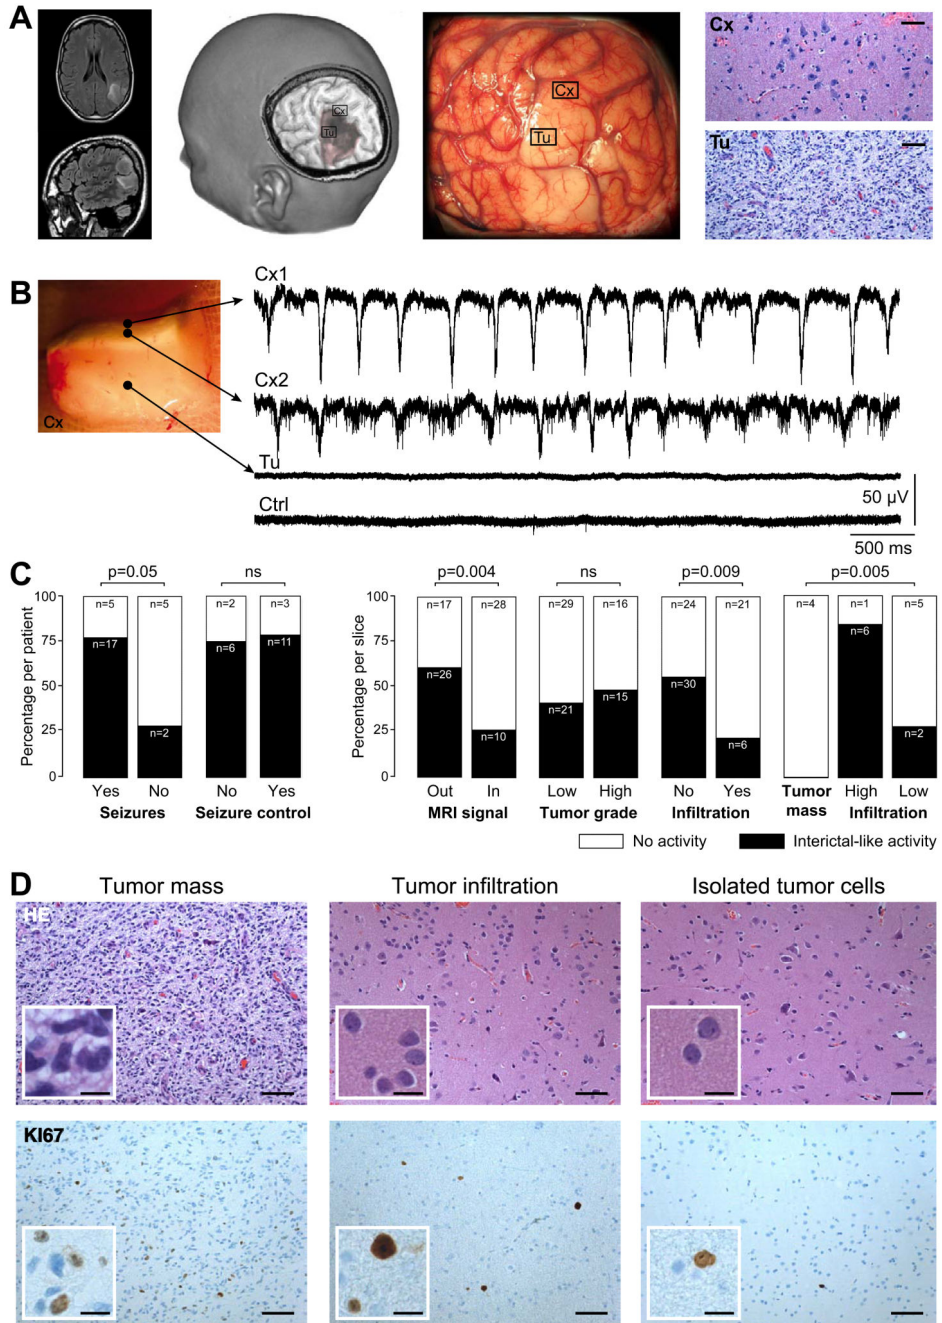 A
Cx
Tu
Cx
Tu
Cx
Tu
B
Cx
Cx1
Cx2
Tu
Ctrl
50 µV
500 ms
C
p=0.05
ns
p=0.004
ns
p=0.009
p=0.005
Percentage per patient
100
75
50
25
0
n=5
n=17
n=5
n=2
n=2
n=6
n=3
n=11
Yes
No
No
Yes
Seizures
Seizure control
Percentage per slice
100
75
50
25
0
n=17
n=26
n=28
n=10
n=29
n=21
n=16
n=15
n=24
n=30
n=21
n=6
n=4
n=1
n=6
n=5
n=2
Out
In
Low
High
No
Yes
Tumor
mass
High
Low
MRI signal
Tumor grade
Infiltration
Infiltration
No activity
Interictal-like activity
D
Tumor mass
Tumor infiltration
Isolated tumor cells
HE
KI67